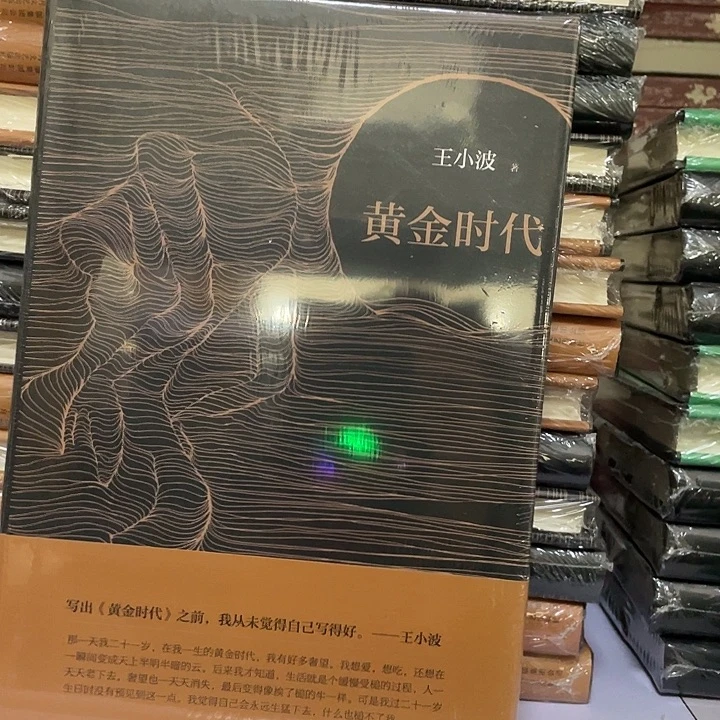 王小波 著
黄金时代
写出《黄金时代》之前，我从未觉得自己写得好。——王小波
那一天我二十一岁，在我一生的黄金时代，我有好多奢望。我想爱，想吃，还想在
一瞬间变成天上半明半暗的云。后来我才知道，生活就是个缓慢受槌的过程，人一
天天老下去，奢望也一天天消失，最后变得像挨了槌的牛一样。可是我过二十一岁
生日时没有预见到这一点。我觉得自己会永远生猛下去，什么也槌不了我